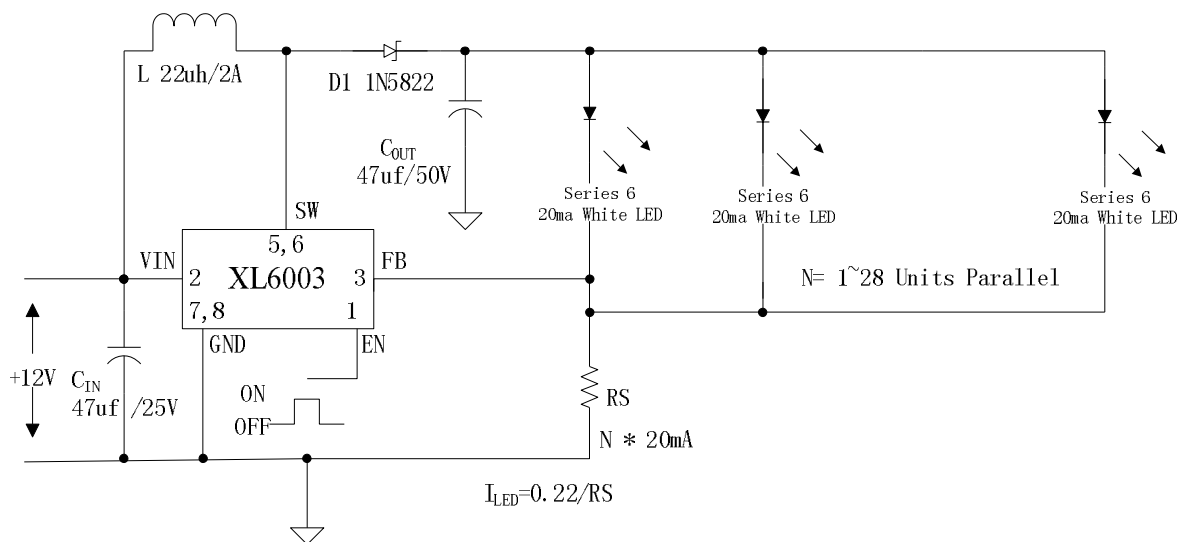 L 22uh/2A
D1 1N5822
COUT
47uf/50V
Series 6
20ma White LED
Series 6
20ma White LED
Series 6
20ma White LED
SW
5,6
VIN
2
XL6003
3
FB
7,8
1
GND
EN
N= 1~28 Units Parallel
+12V
CIN
47uf /25V
ON
OFF
RS
N * 20mA
ILED=0.22/RS